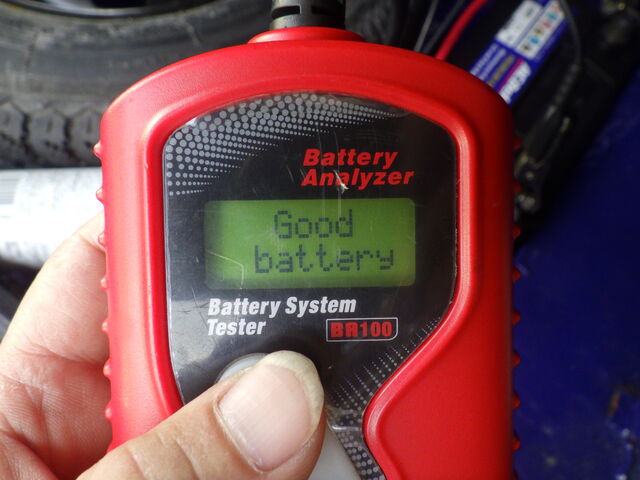 Battery
Analyzer
Good
battery
Battery System
Tester
BR100